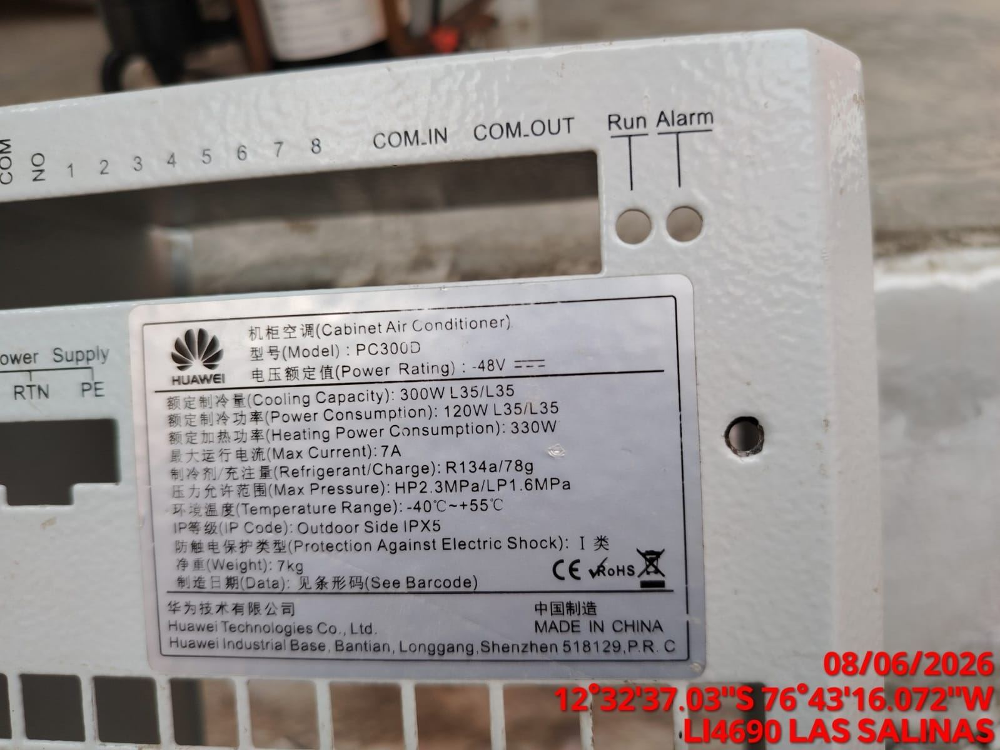 COM
NO
1 2 3 4 5 6 7 8
COM_IN COM_OUT
Run Alarm
ower Supply
RTN PE
HUAWEI
机柜空调(Cabinet Air Conditioner)
型号(Model) : PC300D
电压额定值(Power Rating) : -48V ⎓
额定制冷量(Cooling Capacity): 300W L35/L35
额定制冷功率(Power Consumption): 120W L35/L35
额定加热功率(Heating Power Consumption): 330W
最大运行电流(Max Current): 7A
制冷剂/充注量(Refrigerant/Charge): R134a/78g
压力允许范围(Max Pressure): HP2.3MPa/LP1.6MPa
环境温度(Temperature Range): -40℃~+55℃
IP等级(IP Code): Outdoor Side IPX5
防触电保护类型(Protection Against Electric Shock): Ⅰ 类
净重(Weight): 7kg
制造日期(Data): 见条形码(See Barcode)
CE RoHS
华为技术有限公司
中国制造
Huawei Technologies Co., Ltd.
MADE IN CHINA
Huawei Industrial Base, Bantian, Longgang, Shenzhen 518129, P.R. C
08/06/2026
12°32'37.03"S 76°43'16.072"W
LI4690 LAS SALINAS